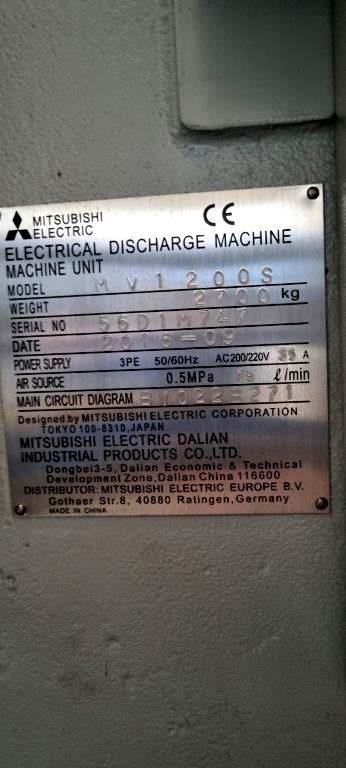 MITSUBISHI
ELECTRIC
CE
ELECTRICAL DISCHARGE MACHINE
MACHINE UNIT
MODEL MV1200S
WEIGHT 2700 kg
SERIAL NO 56D1M747
DATE 2016-09
POWER SUPPLY 3PE 50/60Hz AC200/220V 35 A
AIR SOURCE 0.5MPa 75 ℓ/min
MAIN CIRCUIT DIAGRAM
Designed by MITSUBISHI ELECTRIC CORPORATION
TOKYO 100-8310, JAPAN
MITSUBISHI ELECTRIC DALIAN
INDUSTRIAL PRODUCTS CO.,LTD.
Dongbei3-5, Dalian Economic & Technical
Development Zone, Dalian China 116600
DISTRIBUTOR: MITSUBISHI ELECTRIC EUROPE B.V.
Gothaer Str.8, 40880 Ratingen, Germany
MADE IN CHINA